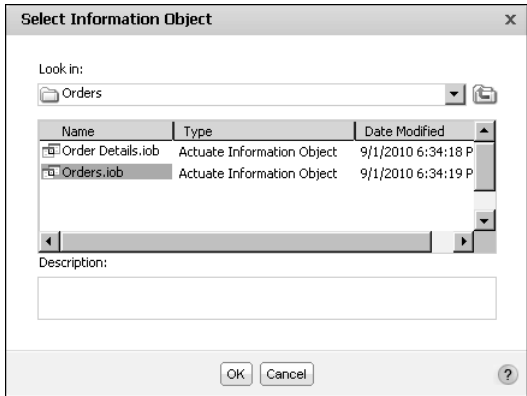 Select Information Object X
Look in:
Orders
Name Type Date Modified
Order Details.iob Actuate Information Object 9/1/2010 6:34:18 P
Orders.iob Actuate Information Object 9/1/2010 6:34:19 P
Description:
OK Cancel ?